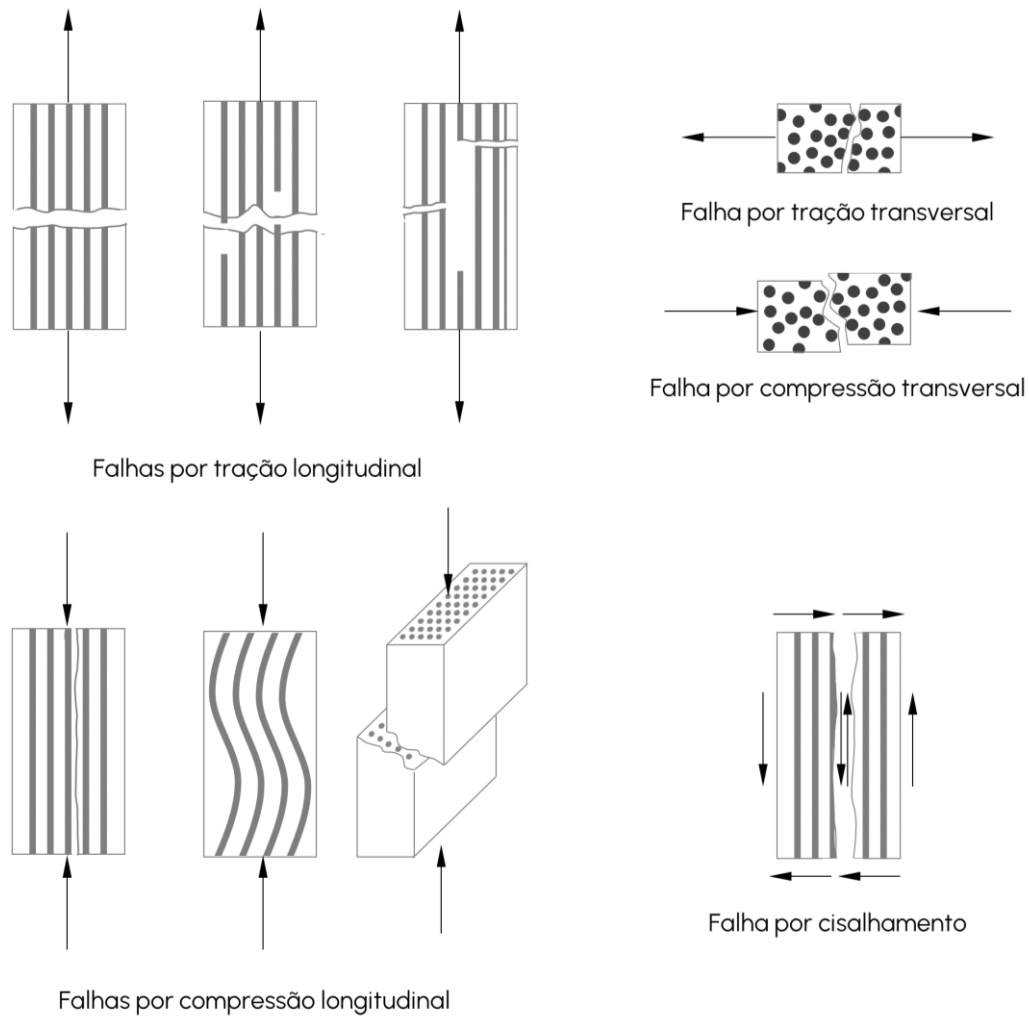 Falha por tração transversal
Falha por compressão transversal
Falhas por tração longitudinal
Falha por cisalhamento
Falhas por compressão longitudinal